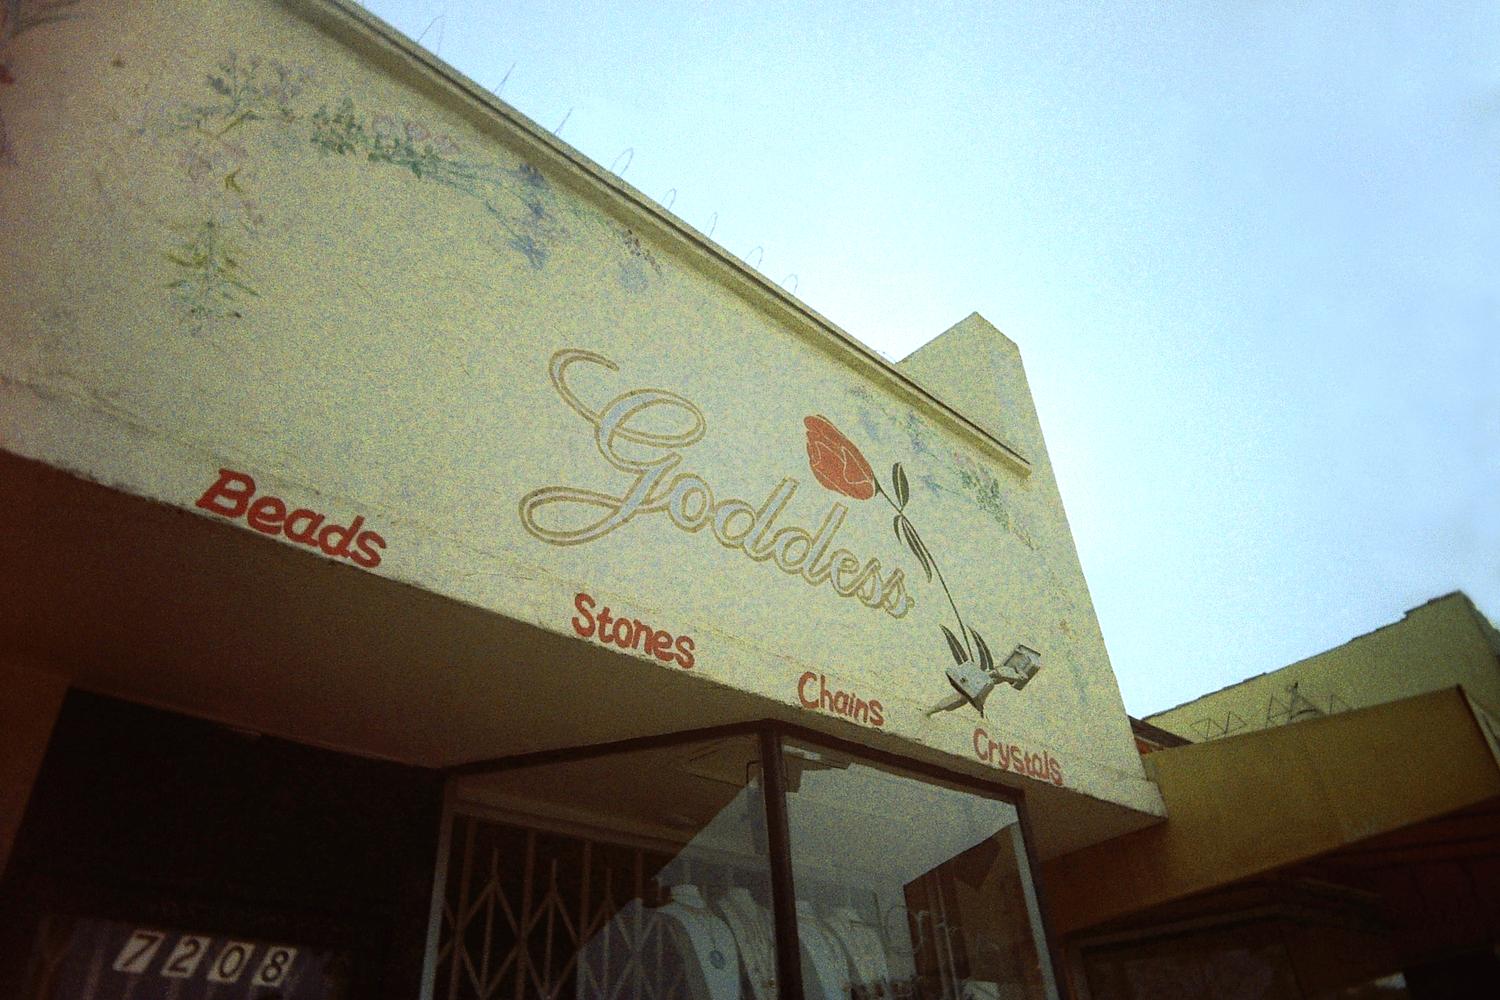 Goddess
Beads
Stones
Chains
Crystals
7208